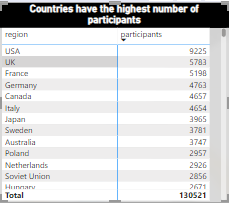 Countries have the highest number of
participants
region participants
USA 9225
UK 5783
France 5198
Germany 4763
Canada 4657
Italy 4654
Japan 3965
Sweden 3781
Australia 3747
Poland 2957
Netherlands 2926
Soviet Union 2856
Hungary 2671
Total 130521